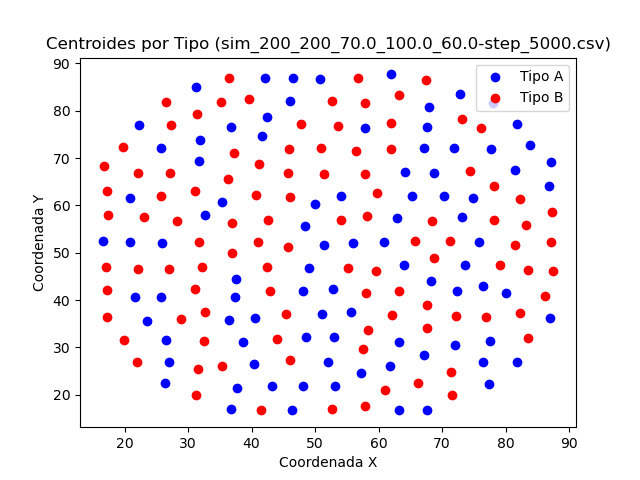 Centroides por Tipo (sim_200_200_70.0_100.0_60.0-step_5000.csv)
Tipo A
Tipo B
90
80
70
60
50
40
30
20
Coordenada Y
20 30 40 50 60 70 80 90
Coordenada X